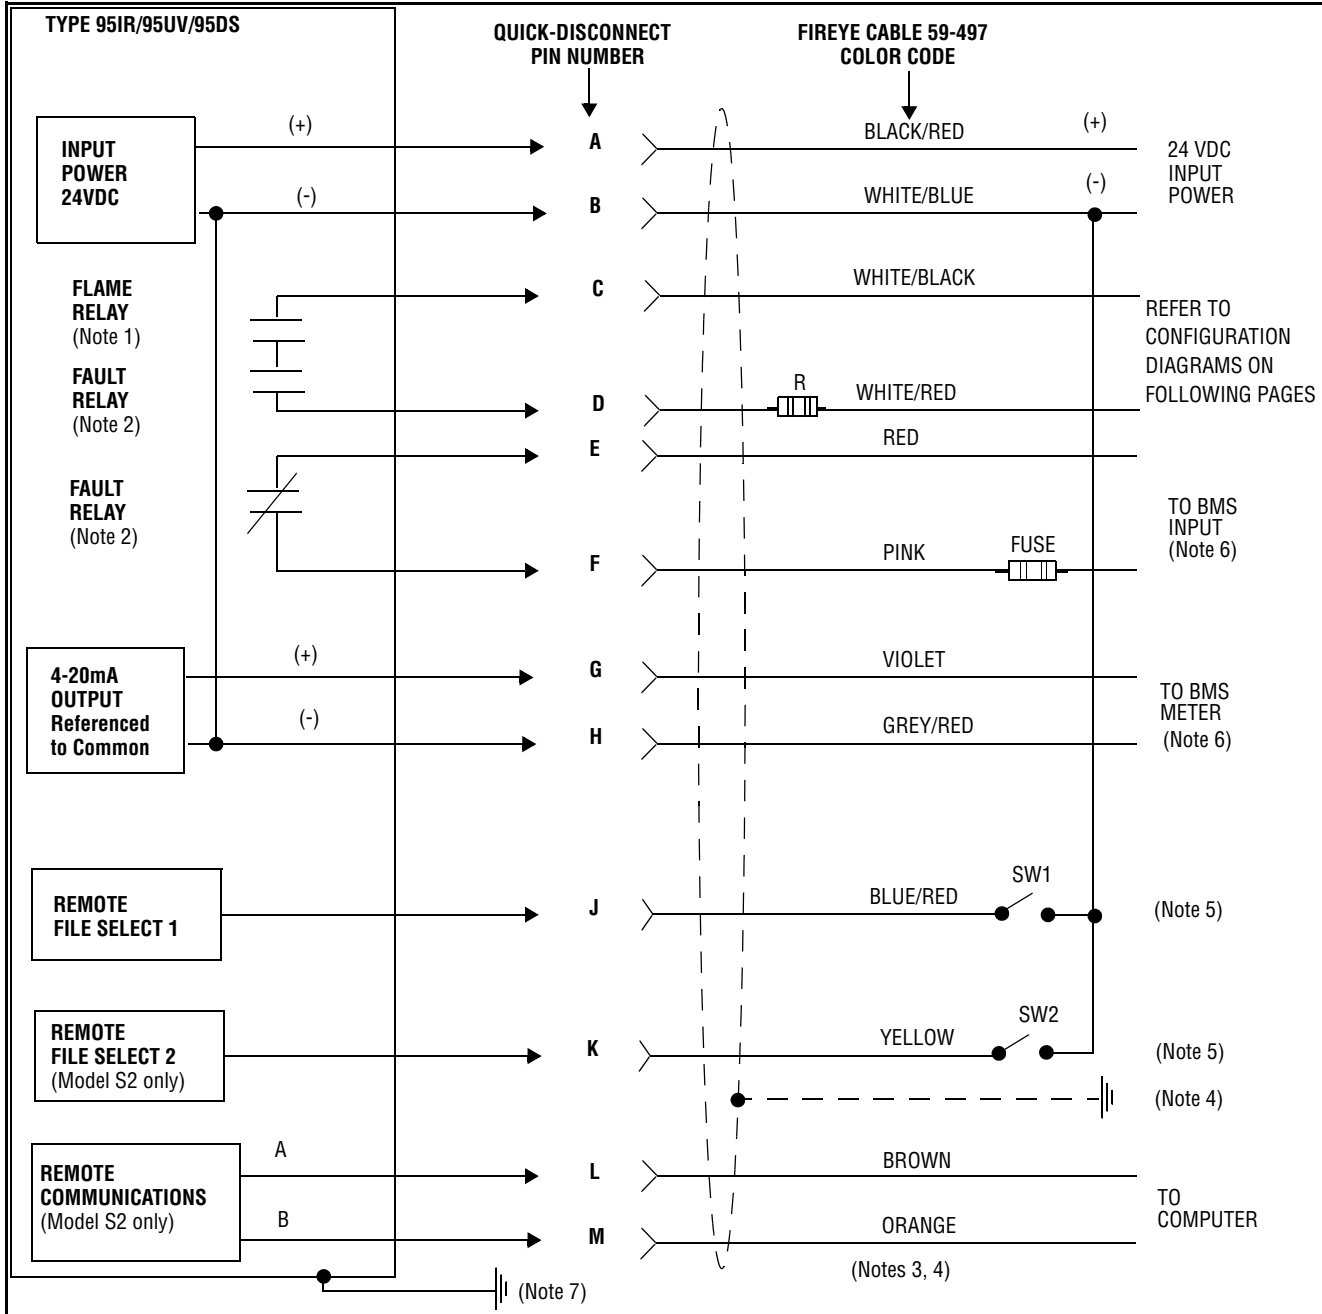 TYPE 95IR/95UV/95DS
QUICK-DISCONNECT
PIN NUMBER
FIREYE CABLE 59-497
COLOR CODE
INPUT
POWER
24VDC
(+)
A
BLACK/RED
(+)
24 VDC
INPUT
POWER
(-)
B
WHITE/BLUE
(-)
FLAME
RELAY
(Note 1)
C
WHITE/BLACK
REFER TO
CONFIGURATION
DIAGRAMS ON
FOLLOWING PAGES
FAULT
RELAY
(Note 2)
D
R
WHITE/RED
E
RED
FAULT
RELAY
(Note 2)
TO BMS
INPUT
(Note 6)
F
PINK
FUSE
4-20mA
OUTPUT
Referenced
to Common
(+)
G
VIOLET
TO BMS
METER
(Note 6)
(-)
H
GREY/RED
REMOTE
FILE SELECT 1
J
BLUE/RED
SW1
(Note 5)
REMOTE
FILE SELECT 2
(Model S2 only)
K
YELLOW
SW2
(Note 5)
(Note 4)
REMOTE
COMMUNICATIONS
(Model S2 only)
A
L
BROWN
TO
COMPUTER
B
M
ORANGE
(Notes 3, 4)
(Note 7)